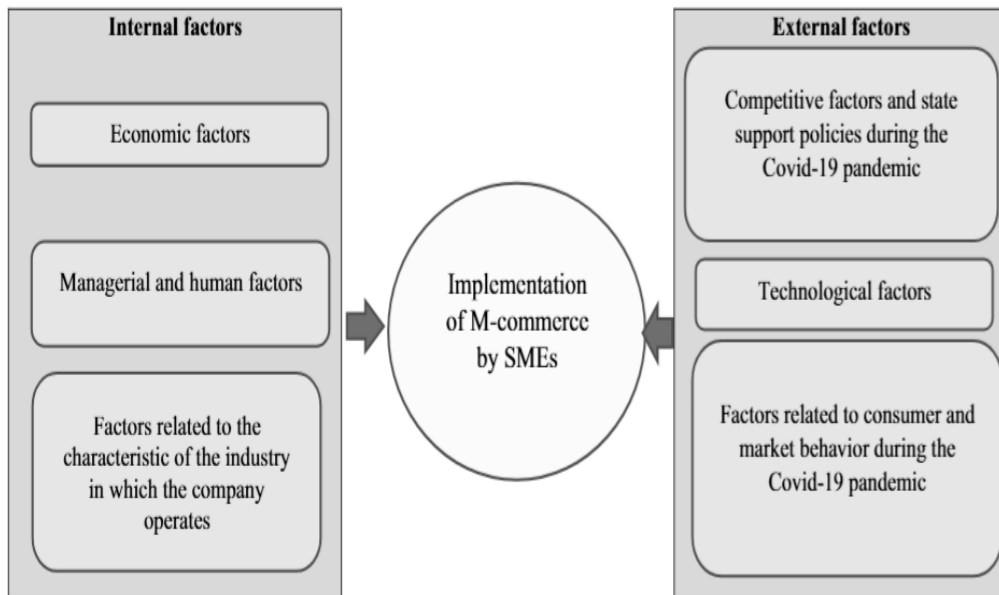 Internal factors
Economic factors
Managerial and human factors
Factors related to the
characteristic of the industry
in which the company
operates
Implementation
of M-commerce
by SMEs
External factors
Competitive factors and state
support policies during the
Covid-19 pandemic
Technological factors
Factors related to consumer and
market behavior during the
Covid-19 pandemic